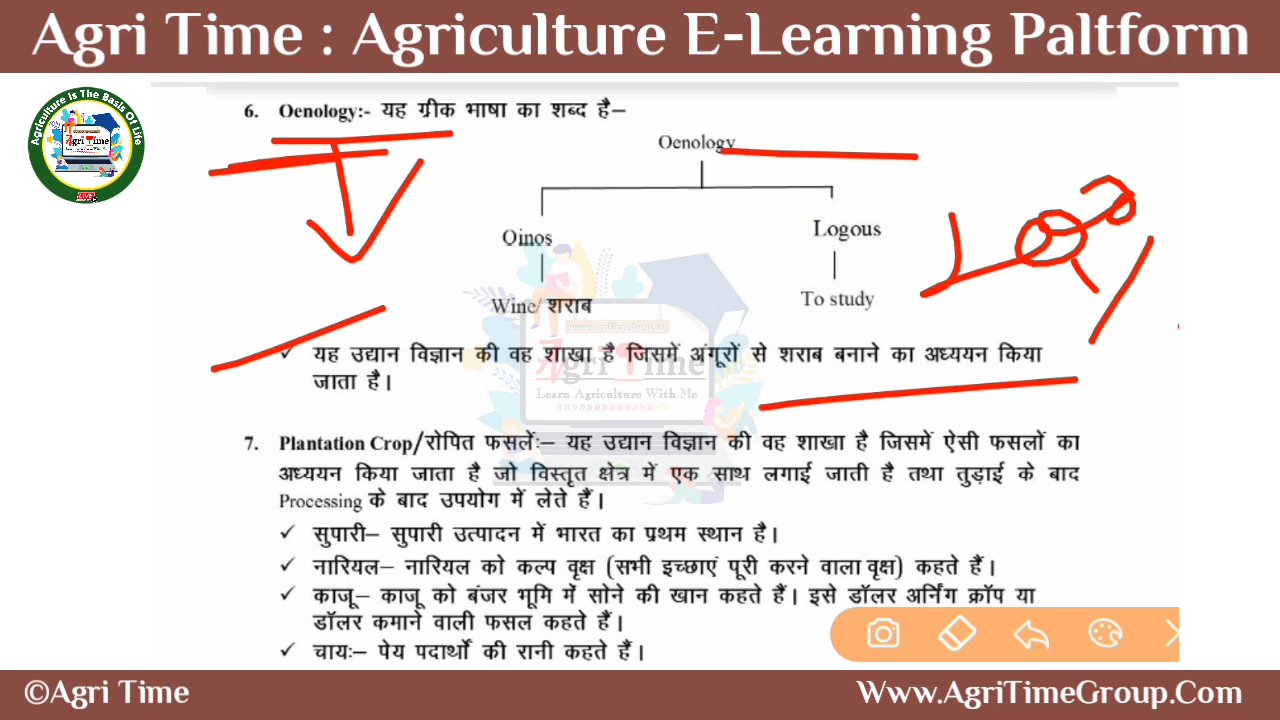 Agri Time : Agriculture E-Learning Paltform
Agriculture Is The Basis Of Life
Agri Time
LIVE
6. Oenology:- यह ग्रीक भाषा का शब्द है–
Oenology
Oinos
Logous
Wine/ शराब
To study
✓ यह उद्यान विज्ञान की वह शाखा है जिसमें अंगूरों से शराब बनाने का अध्ययन किया
जाता है।
Agri Time
Learn Agriculture With Me
7. Plantation Crop/रोपित फसलेंः– यह उद्यान विज्ञान की वह शाखा है जिसमें ऐसी फसलों का
अध्ययन किया जाता है जो विस्तृत क्षेत्र में एक साथ लगाई जाती है तथा तुड़ाई के बाद
Processing के बाद उपयोग में लेते हैं।
✓ सुपारी– सुपारी उत्पादन में भारत का प्रथम स्थान है।
✓ नारियल– नारियल को कल्प वृक्ष (सभी इच्छाएं पूरी करने वाला वृक्ष) कहते हैं।
✓ काजू– काजू को बंजर भूमि में सोने की खान कहते हैं। इसे डॉलर अर्निंग क्रॉप या
डॉलर कमाने वाली फसल कहते हैं।
✓ चायः– पेय पदार्थों की रानी कहते हैं।
©Agri Time
Www.AgriTimeGroup.Com